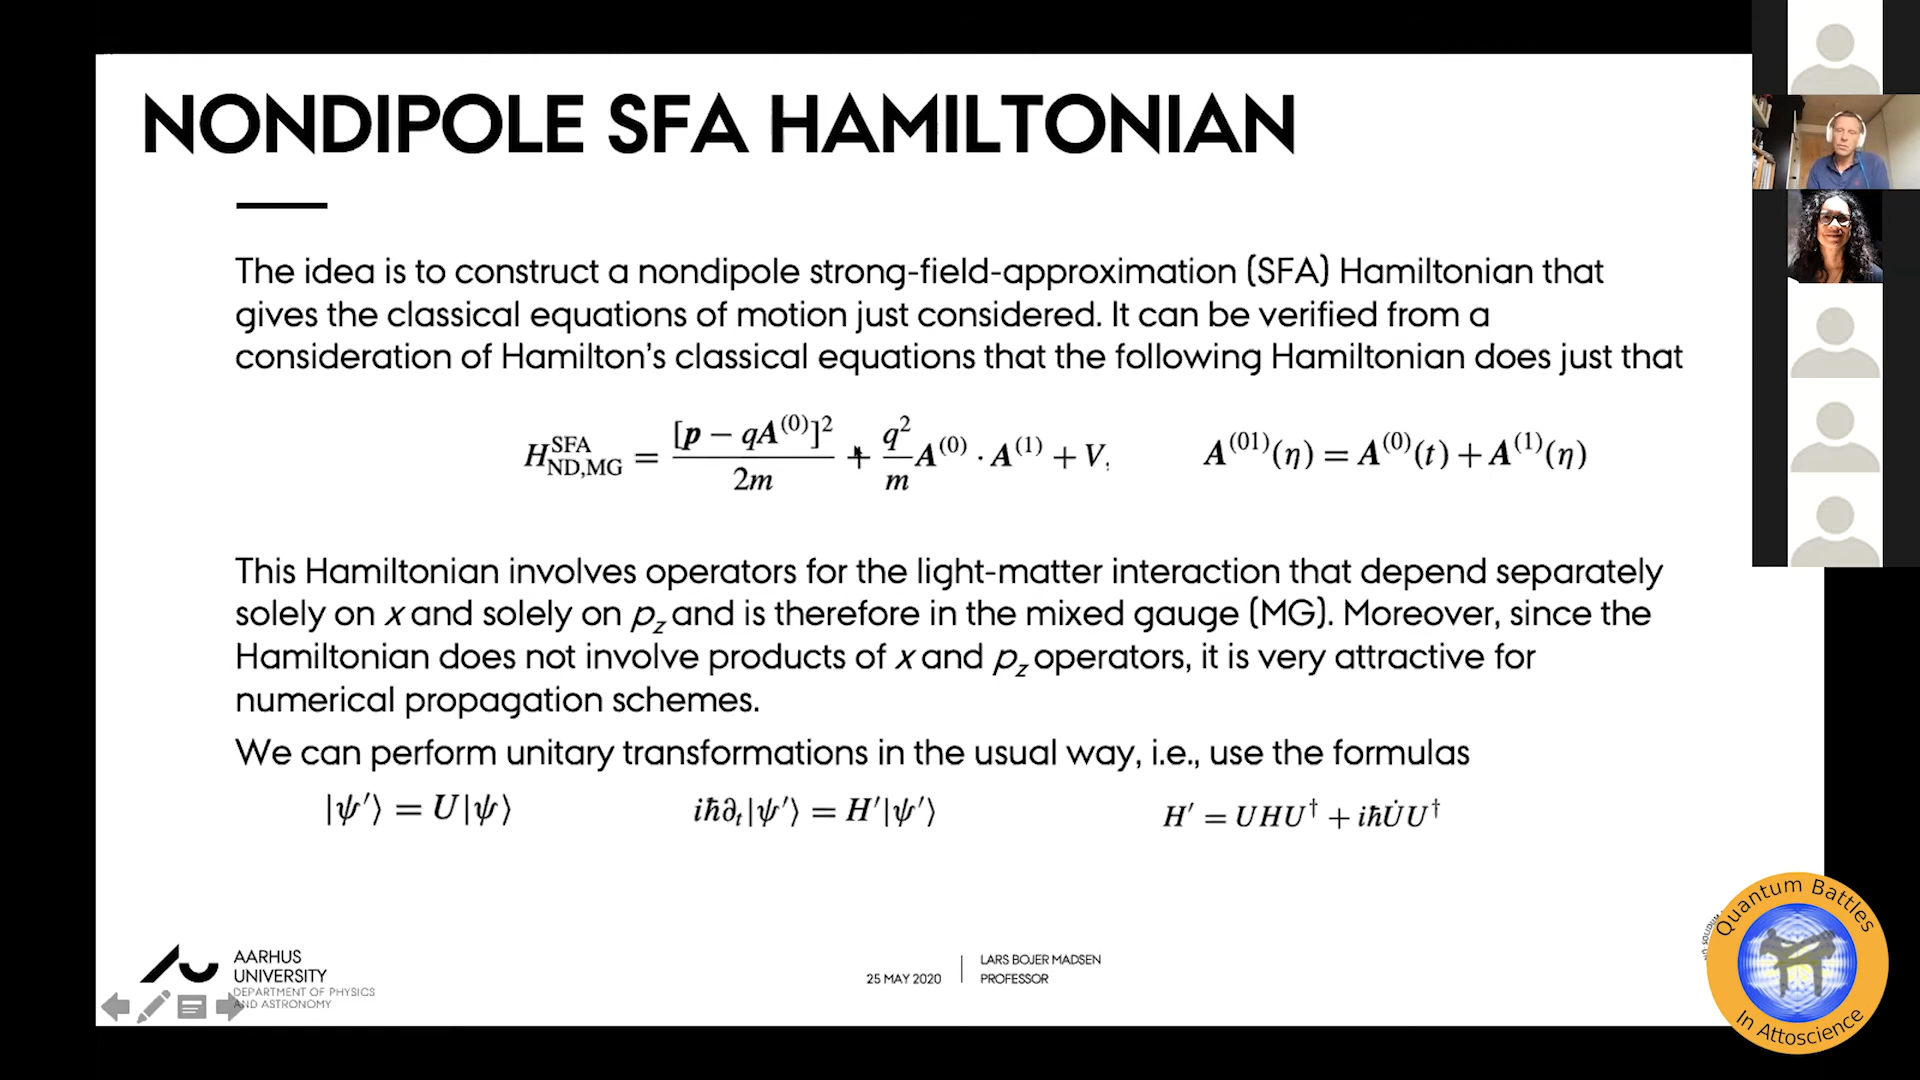 NONDIPOLE SFA HAMILTONIAN
The idea is to construct a nondipole strong-field-approximation (SFA) Hamiltonian that
gives the classical equations of motion just considered. It can be verified from a
consideration of Hamilton's classical equations that the following Hamiltonian does just that
H^{SFA}_{ND,MG} = [p − qA^{(0)}]²/2m + q²/m A^{(0)} · A^{(1)} + V, A^{(01)}(η) = A^{(0)}(t) + A^{(1)}(η)
This Hamiltonian involves operators for the light-matter interaction that depend separately
solely on x and solely on p_z and is therefore in the mixed gauge (MG). Moreover, since the
Hamiltonian does not involve products of x and p_z operators, it is very attractive for
numerical propagation schemes.
We can perform unitary transformations in the usual way, i.e., use the formulas
|ψ′⟩ = U|ψ⟩ iħ∂_t|ψ′⟩ = H′|ψ′⟩ H′ = UHU† + iħU̇U†
AARHUS
UNIVERSITY
DEPARTMENT OF PHYSICS
AND ASTRONOMY
25 MAY 2020
LARS BOJER MADSEN
PROFESSOR
Quantum Battles
In Attoscience